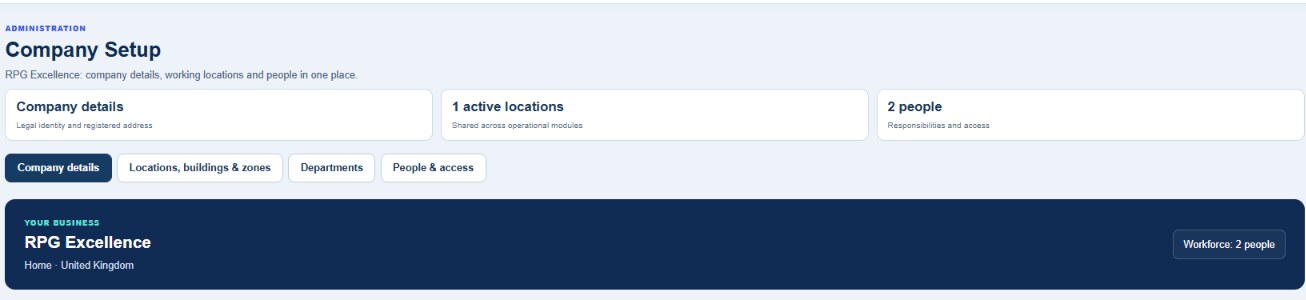 ADMINISTRATION
Company Setup
RPG Excellence: company details, working locations and people in one place.
Company details
Legal identity and registered address
1 active locations
Shared across operational modules
2 people
Responsibilities and access
Company details
Locations, buildings & zones
Departments
People & access
YOUR BUSINESS
RPG Excellence
Home · United Kingdom
Workforce: 2 people